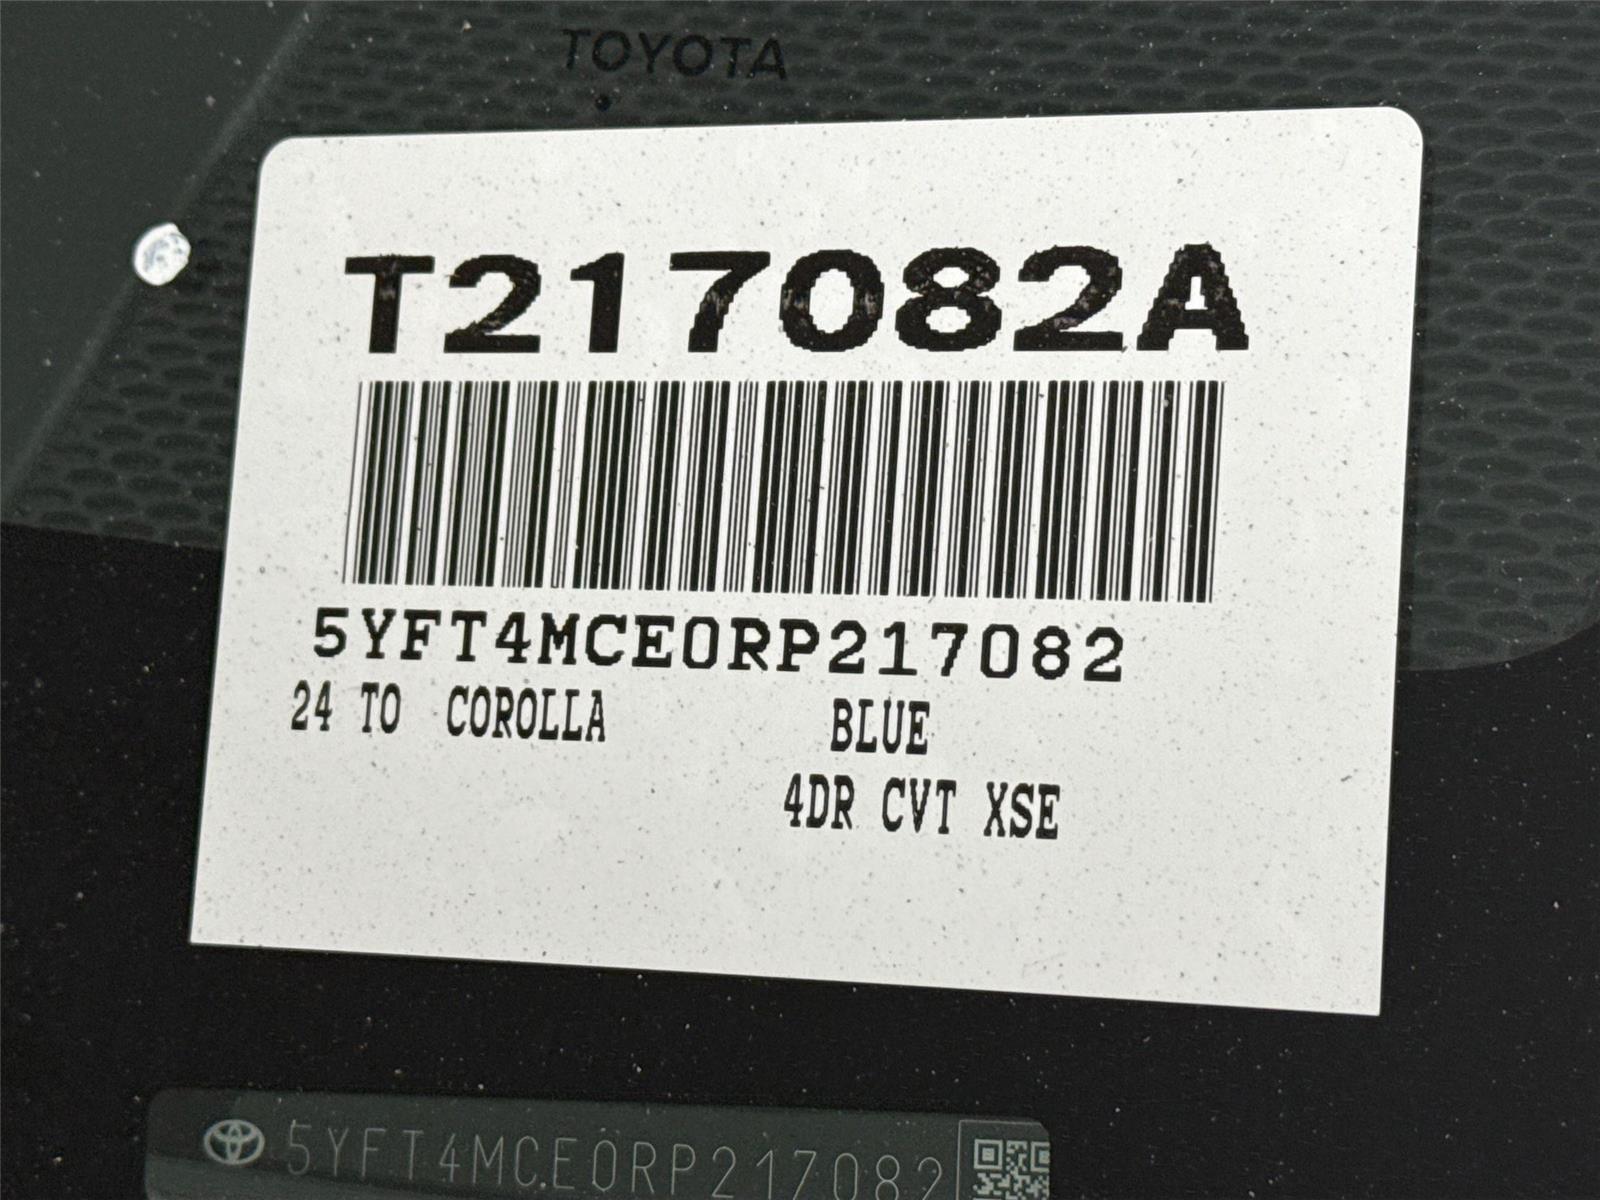 TOYOTA
T217082A
5YFT4MCE0RP217082
24 TO COROLLA BLUE
4DR CVT XSE
5YFT4MCE0RP217082